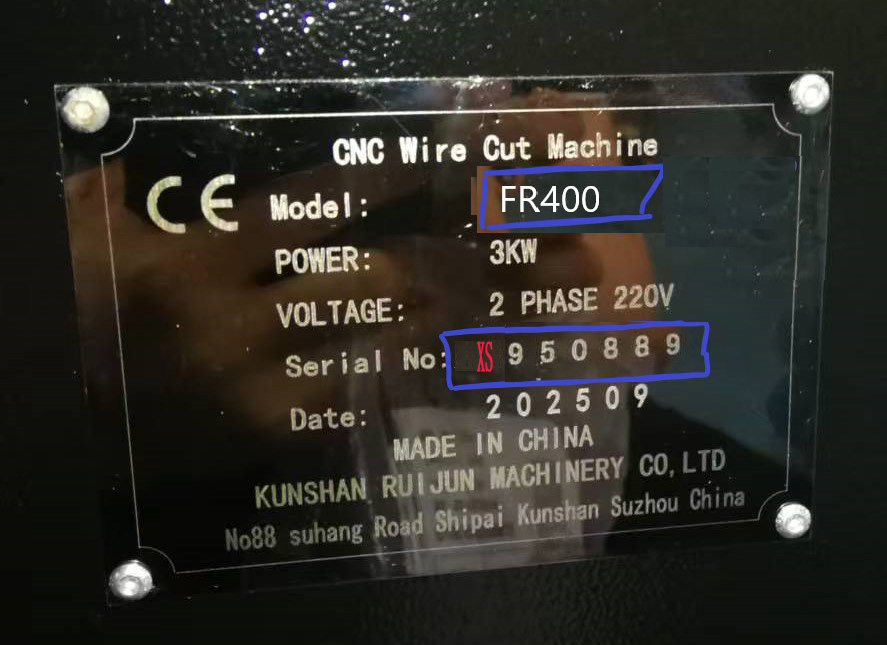 CNC Wire Cut Machine
CE Model: FR400
POWER: 3KW
VOLTAGE: 2 PHASE 220V
Serial No: XS 950889
Date: 202509
MADE IN CHINA
KUNSHAN RUIJUN MACHINERY CO,LTD
No88 suhang Road Shipai Kunshan Suzhou China